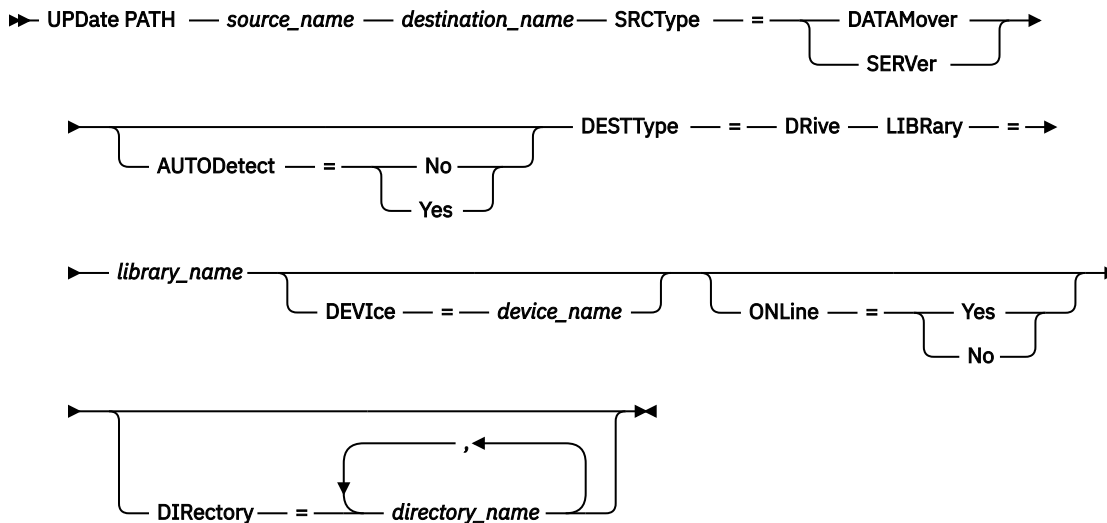 UPDate PATH source_name destination_name SRCType = DATAMover
SERVer
DESTType = DRive LIBRary =
AUTODetect = No
Yes
library_name
DEVIce = device_name ONLine = Yes
No
,
DIRectory = directory_name